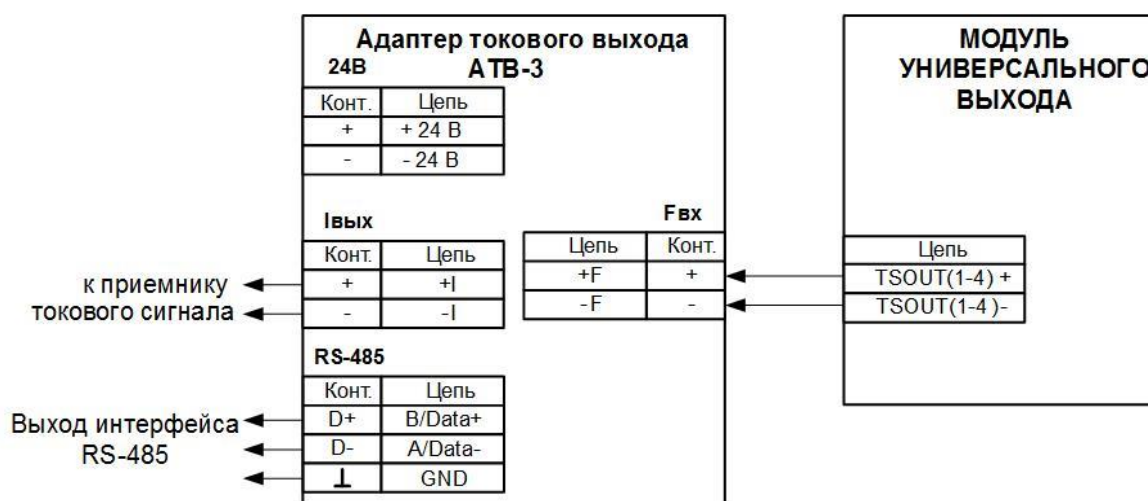 Адаптер токового выхода
24В АТВ-3
Конт. Цепь
+ + 24 В
- - 24 В
Iвых
Конт. Цепь
+ +I
- -I
Fвх
Цепь Конт.
+F +
-F -
RS-485
Конт. Цепь
D+ B/Data+
D- A/Data-
⊥ GND
к приемнику
токового сигнала
Выход интерфейса
RS-485
МОДУЛЬ
УНИВЕРСАЛЬНОГО
ВЫХОДА
Цепь
TSOUT(1-4) +
TSOUT(1-4)-